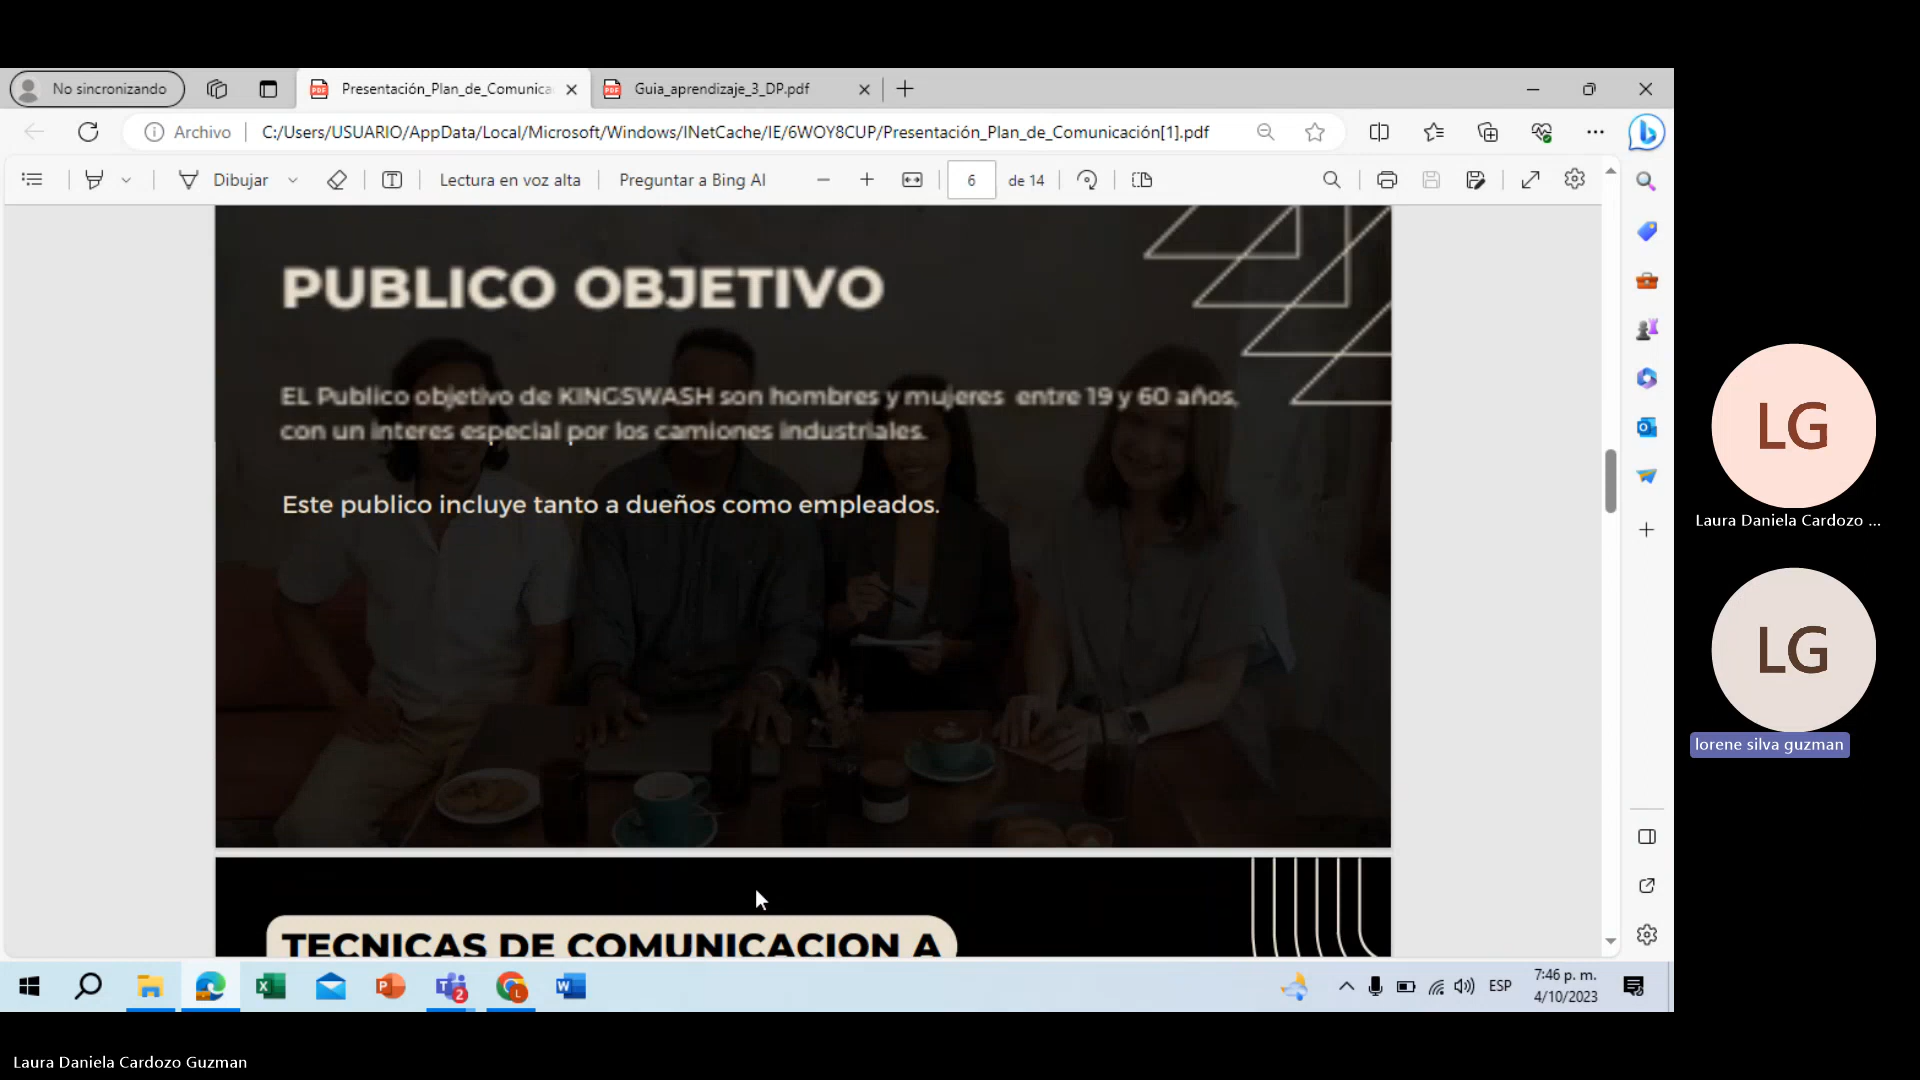 No sincronizando
Presentación_Plan_de_Comunica
Guia_aprendizaje_3_DP.pdf
Archivo
C:/Users/USUARIO/AppData/Local/Microsoft/Windows/INetCache/IE/6WOY8CUP/Presentación_Plan_de_Comunicación[1].pdf
Dibujar
Lectura en voz alta
Preguntar a Bing AI
6
de 14
PUBLICO OBJETIVO
EL Publico objetivo de KINGSWASH son hombres y mujeres entre 19 y 60 años,
con un interes especial por los camiones industriales.
Este publico incluye tanto a dueños como empleados.
TECNICAS DE COMUNICACION A
LG
Laura Daniela Cardozo ...
LG
lorene silva guzman
ESP
7:46 p. m.
4/10/2023
Laura Daniela Cardozo Guzman